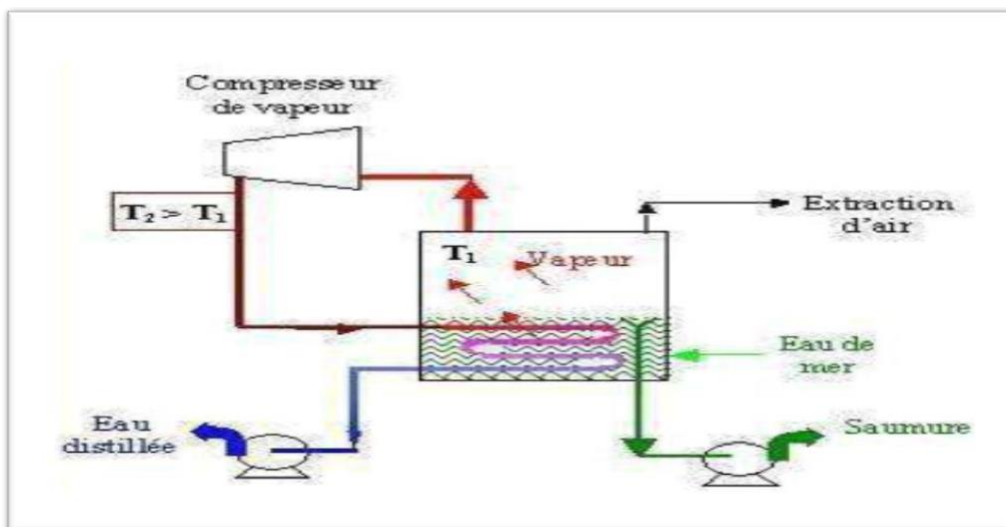 Compresseur
de vapeur
T₂ > T₁
Extraction
d'air
T₁
Vapeur
Eau de
mer
Eau
distillée
Saumure